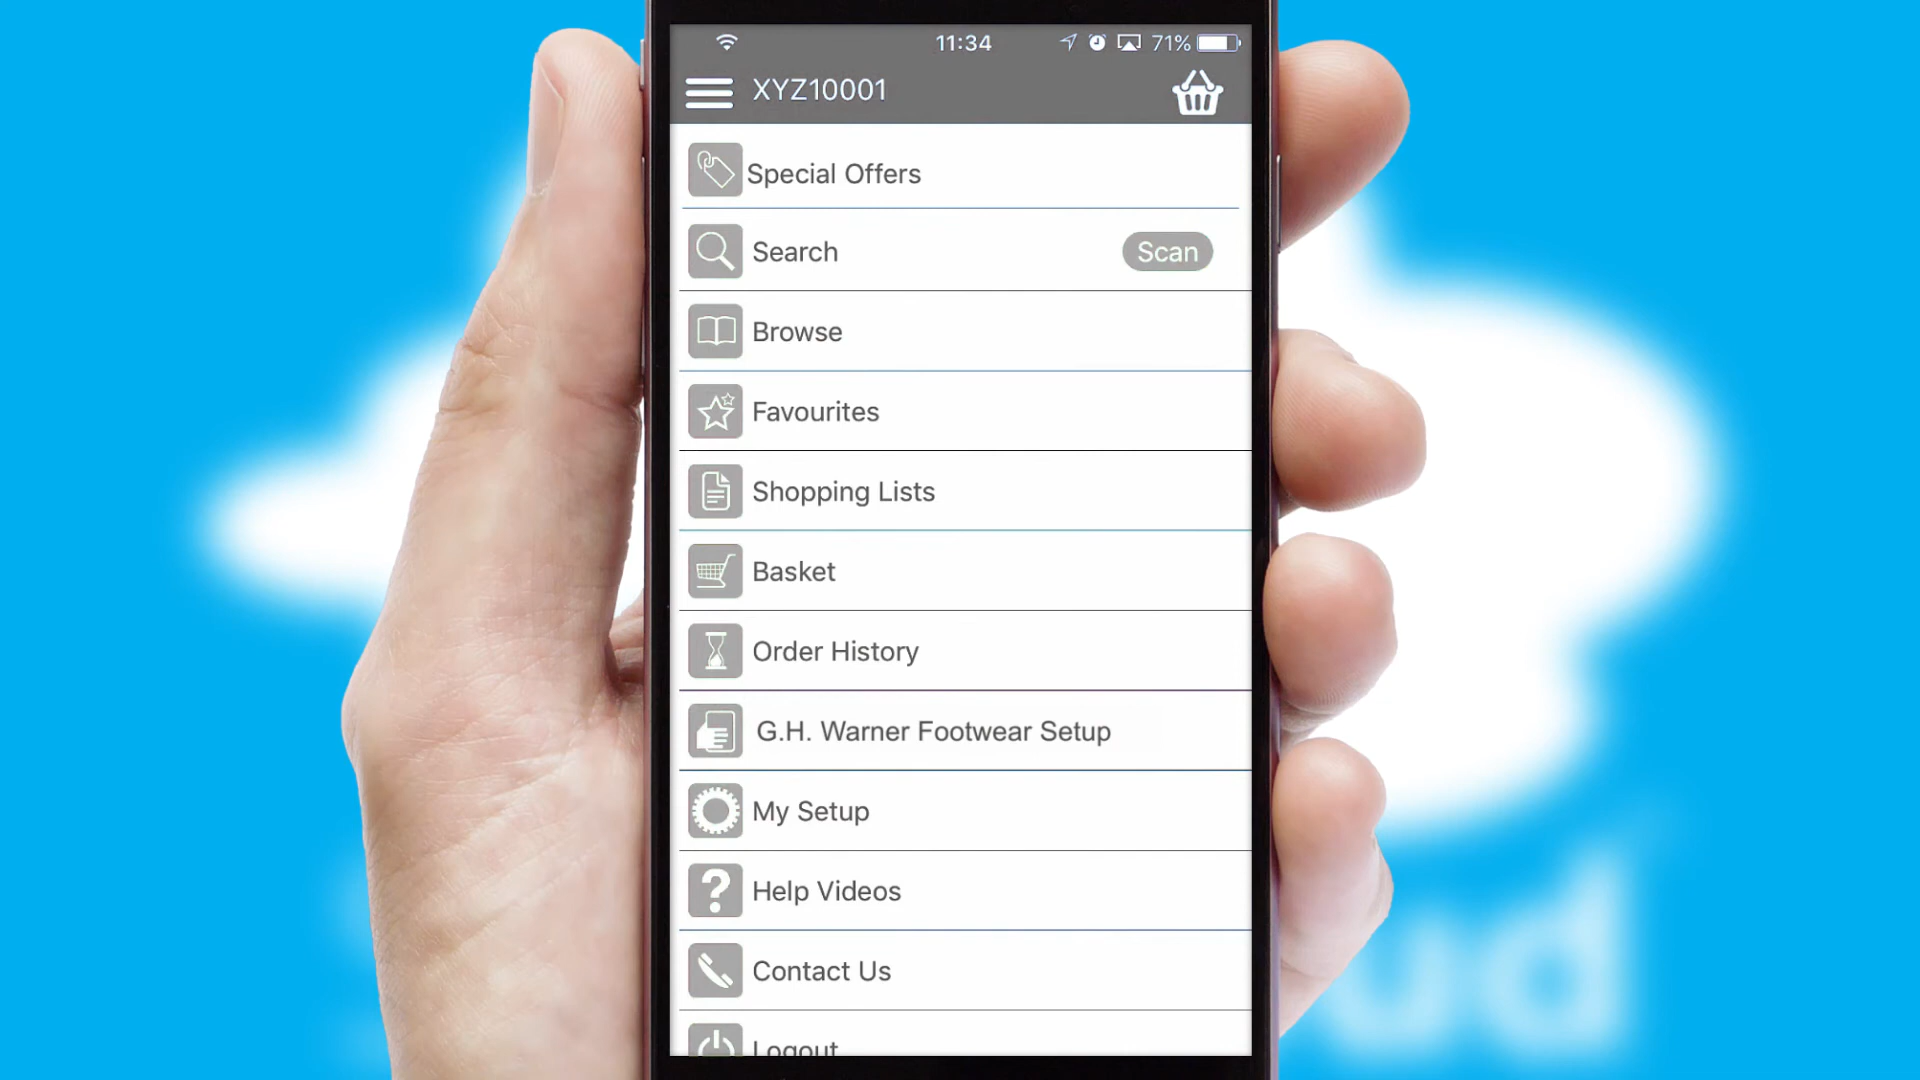 11:34
71%
XYZ10001
Special Offers
Search
Scan
Browse
Favourites
Shopping Lists
Basket
Order History
G.H. Warner Footwear Setup
My Setup
Help Videos
Contact Us
Logout